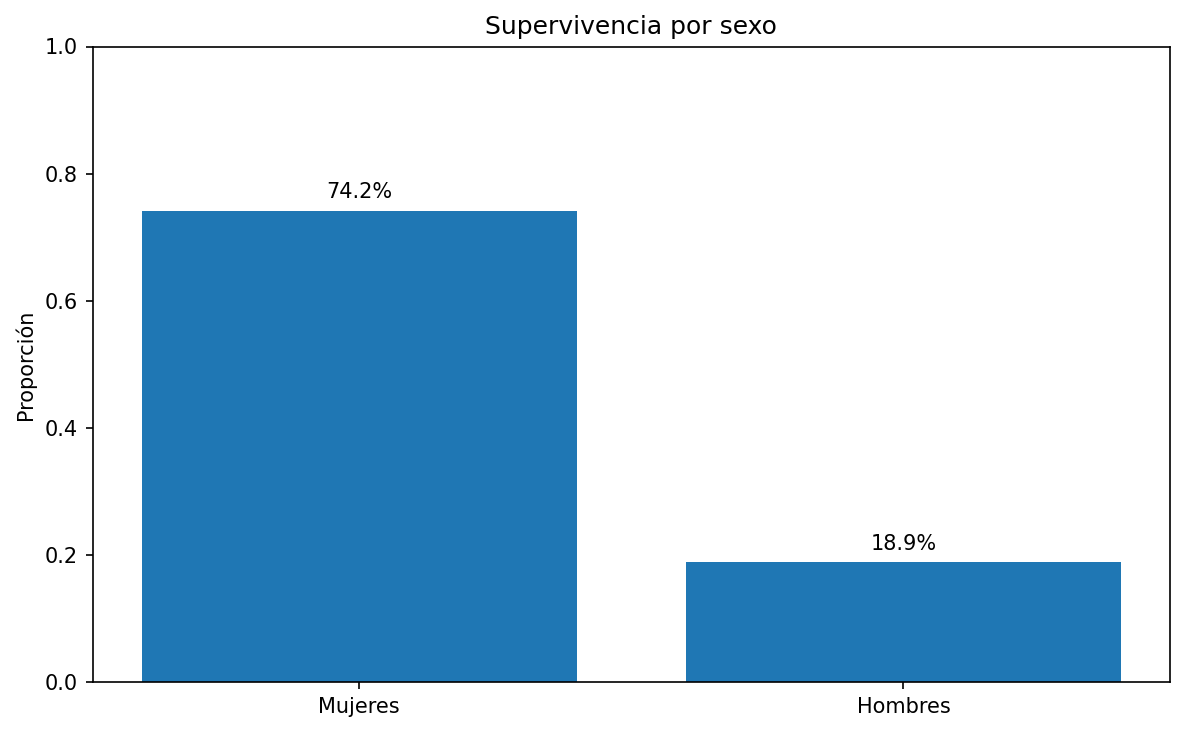 Supervivencia por sexo
1.0
0.8
0.6
0.4
0.2
0.0
Proporción
74.2%
18.9%
Mujeres
Hombres